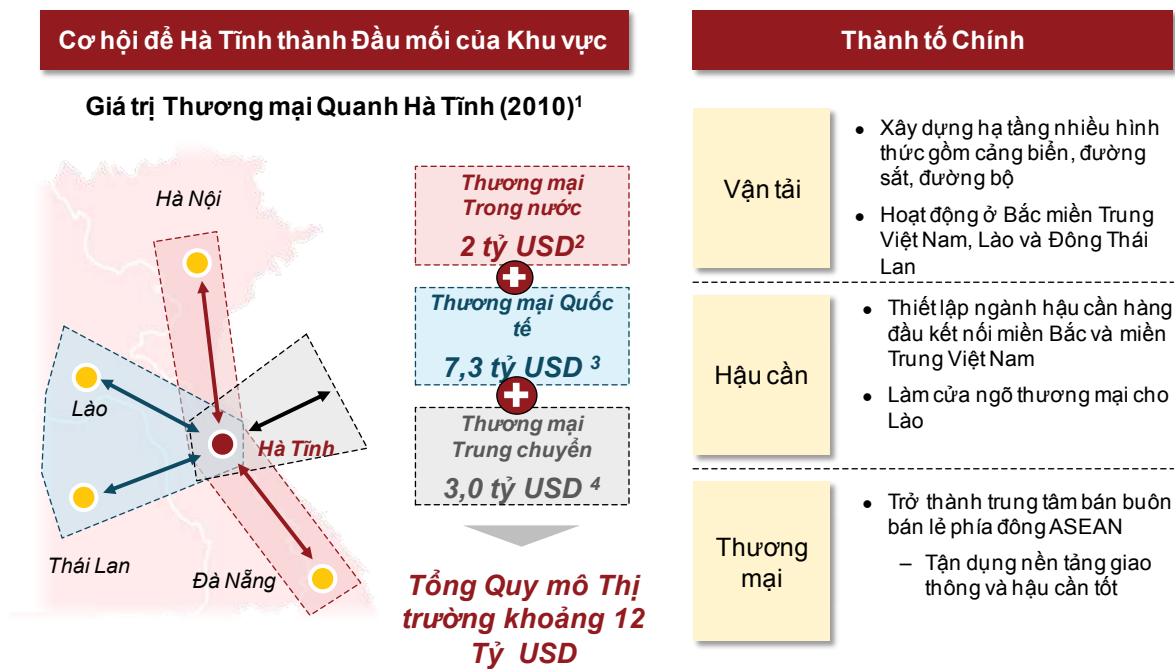 Cơ hội để Hà Tĩnh thành Đầu mối của Khu vực
Giá trị Thương mại Quanh Hà Tĩnh (2010)¹
Hà Nội
Lào
Hà Tĩnh
Thái Lan
Đà Nẵng
Thương mại
Trong nước
2 tỷ USD²
Thương mại Quốc
tế
7,3 tỷ USD ³
Thương mại
Trung chuyển
3,0 tỷ USD ⁴
Tổng Quy mô Thị
trường khoảng 12
Tỷ USD
Thành tố Chính
Vận tải
• Xây dựng hạ tầng nhiều hình
thức gồm cảng biển, đường
sắt, đường bộ
• Hoạt động ở Bắc miền Trung
Việt Nam, Lào và Đông Thái
Lan
Hậu cần
• Thiết lập ngành hậu cần hàng
đầu kết nối miền Bắc và miền
Trung Việt Nam
• Làm cửa ngõ thương mại cho
Lào
Thương
mại
• Trở thành trung tâm bán buôn
bán lẻ phía đông ASEAN
– Tận dụng nền tảng giao
thông và hậu cần tốt